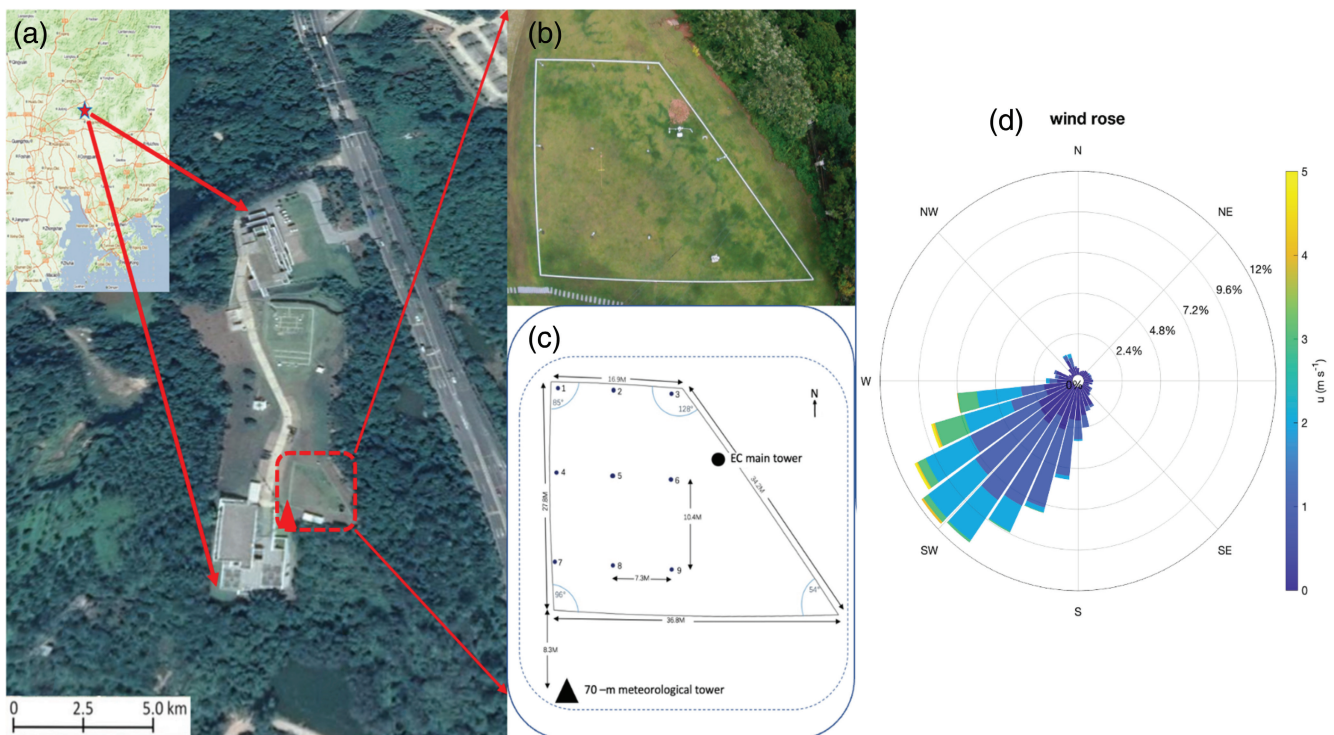 (a)
0 2.5 5.0 km
(b)
(c)
16.9M
1
2
3
85°
128°
N
4
5
6
EC main tower
27.8M
34.2M
10.4M
7
8
9
7.3M
96°
54°
36.8M
8.3M
70 –m meteorological tower
(d)
wind rose
N
NW
NE
12%
9.6%
7.2%
4.8%
2.4%
W
0%
SW
SE
S
5
4
3
2
1
0
u (m s⁻¹)